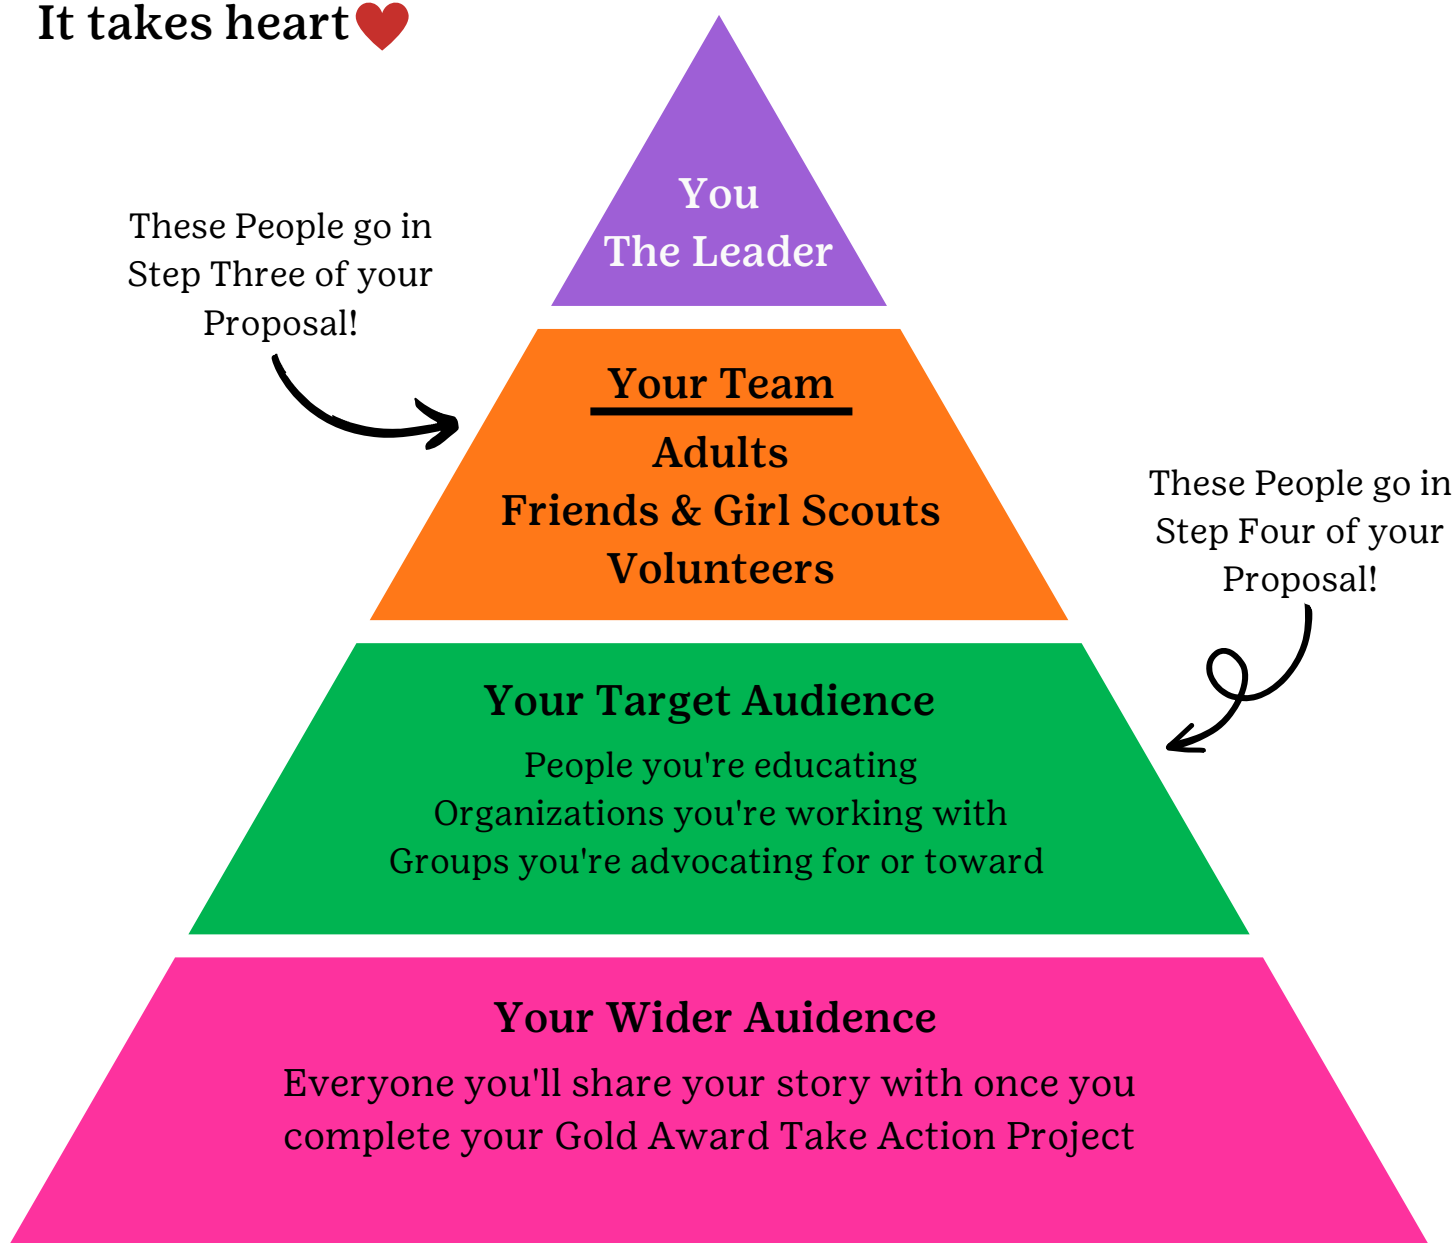 It takes heart
You
The Leader
These People go in
Step Three of your
Proposal!
Your Team
Adults
Friends & Girl Scouts
Volunteers
These People go in
Step Four of your
Proposal!
Your Target Audience
People you're educating
Organizations you're working with
Groups you're advocating for or toward
Your Wider Auidence
Everyone you'll share your story with once you
complete your Gold Award Take Action Project